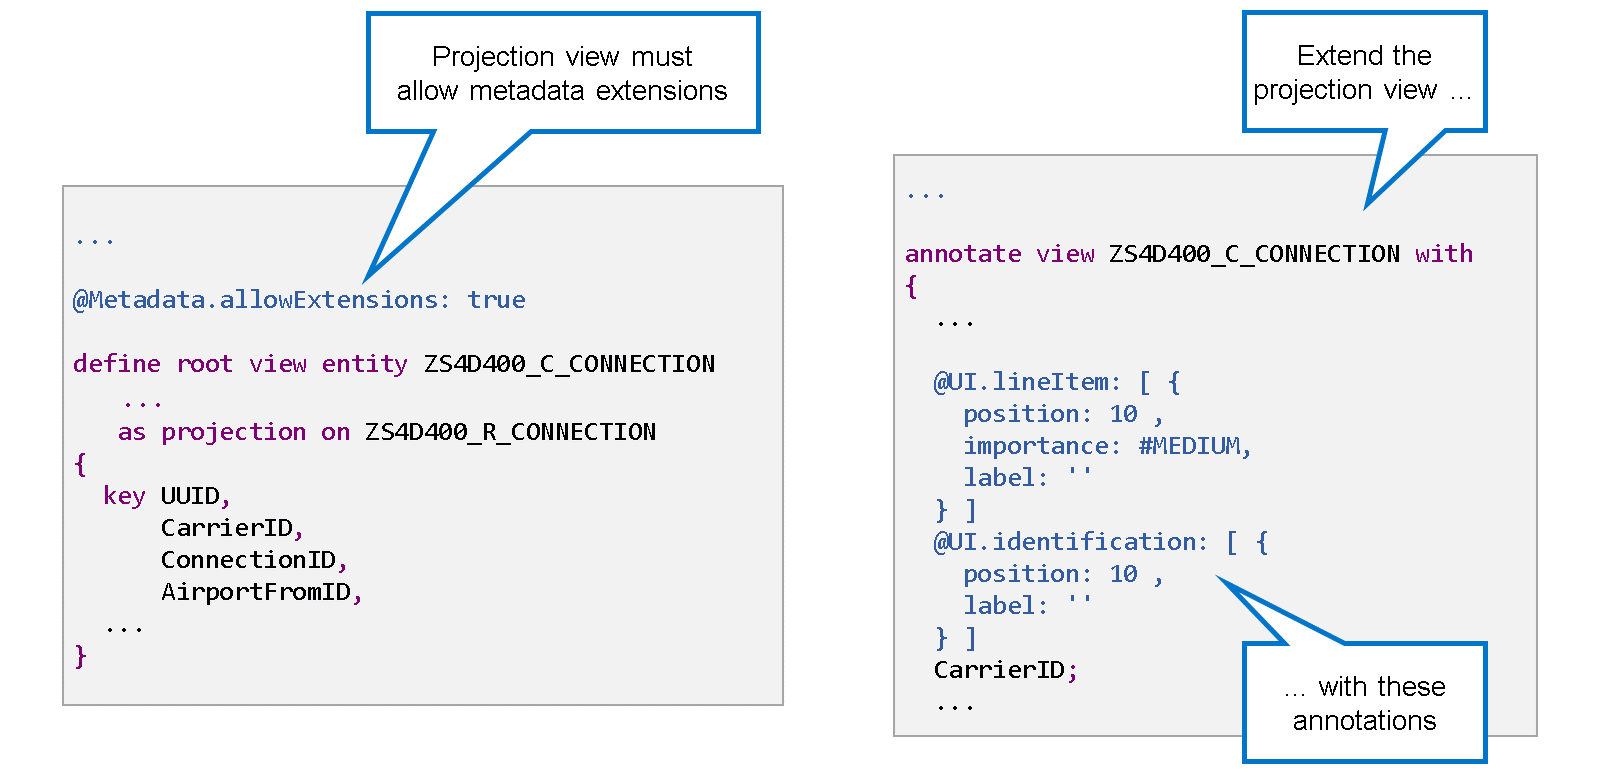 Projection view must
allow metadata extensions
...
@Metadata.allowExtensions: true
define root view entity ZS4D400_C_CONNECTION
...
as projection on ZS4D400_R_CONNECTION
{
key UUID,
CarrierID,
ConnectionID,
AirportFromID,
...
}
Extend the
projection view ...
...
annotate view ZS4D400_C_CONNECTION with
{
...
@UI.lineItem: [ {
position: 10 ,
importance: #MEDIUM,
label: ''
} ]
@UI.identification: [ {
position: 10 ,
label: ''
} ]
CarrierID;
...
... with these
annotations